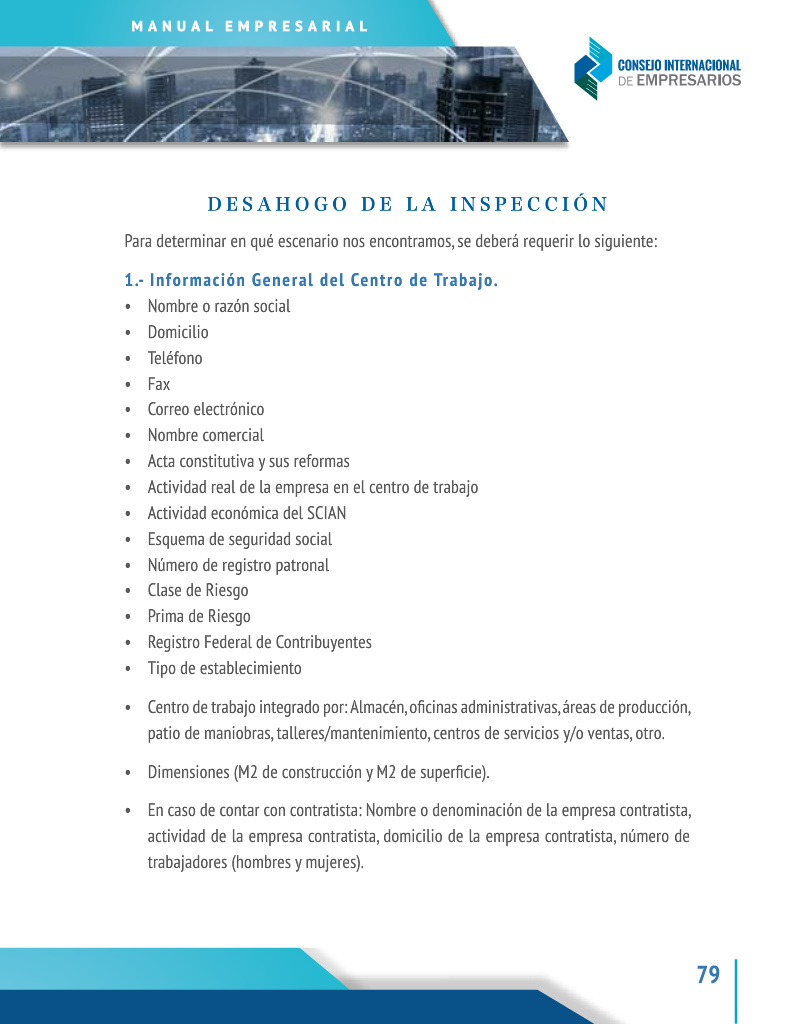 MANUAL EMPRESARIAL
CONSEJO INTERNACIONAL
DE EMPRESARIOS
DESAHOGO DE LA INSPECCIÓN
Para determinar en qué escenario nos encontramos, se deberá requerir lo siguiente:
1.- Información General del Centro de Trabajo.
• Nombre o razón social
• Domicilio
• Teléfono
• Fax
• Correo electrónico
• Nombre comercial
• Acta constitutiva y sus reformas
• Actividad real de la empresa en el centro de trabajo
• Actividad económica del SCIAN
• Esquema de seguridad social
• Número de registro patronal
• Clase de Riesgo
• Prima de Riesgo
• Registro Federal de Contribuyentes
• Tipo de establecimiento
• Centro de trabajo integrado por: Almacén, oficinas administrativas, áreas de producción,
patio de maniobras, talleres/mantenimiento, centros de servicios y/o ventas, otro.
• Dimensiones (M2 de construcción y M2 de superficie).
• En caso de contar con contratista: Nombre o denominación de la empresa contratista,
actividad de la empresa contratista, domicilio de la empresa contratista, número de
trabajadores (hombres y mujeres).
79